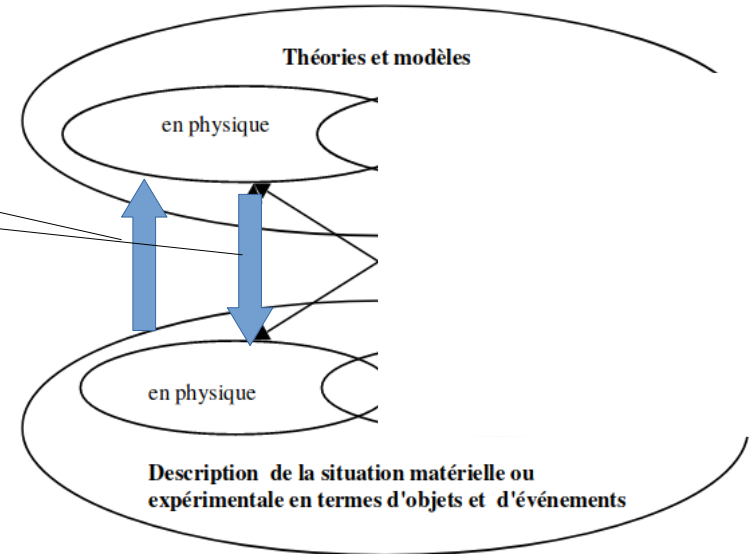 Théories et modèles
en physique
en physique
Description de la situation matérielle ou
expérimentale en termes d'objets et d'événements